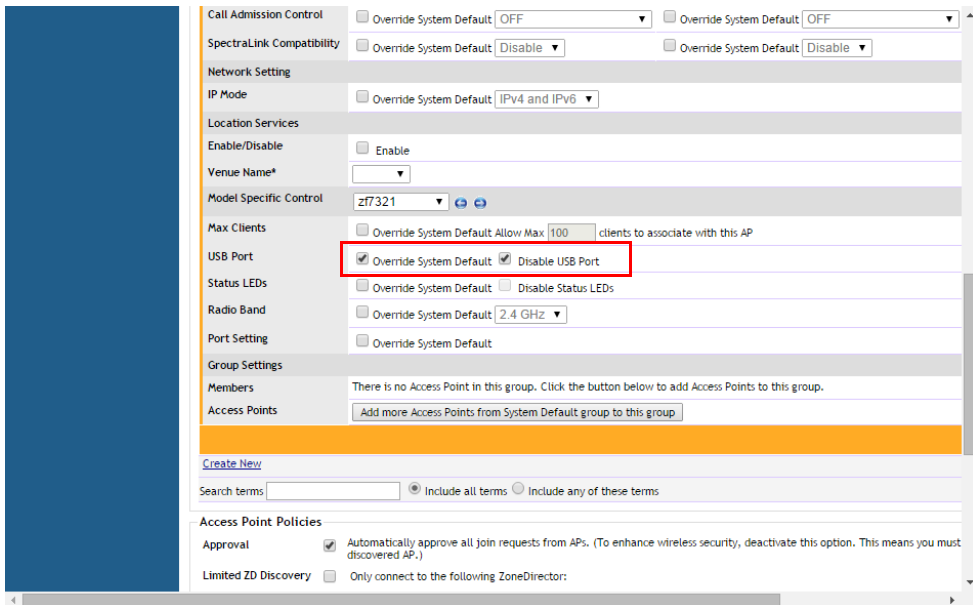 Call Admission Control Override System Default OFF Override System Default OFF
SpectraLink Compatibility Override System Default Disable Override System Default Disable
Network Setting
IP Mode Override System Default IPv4 and IPv6
Location Services
Enable/Disable Enable
Venue Name*
Model Specific Control zf7321
Max Clients Override System Default Allow Max 100 clients to associate with this AP
USB Port Override System Default Disable USB Port
Status LEDs Override System Default Disable Status LEDs
Radio Band Override System Default 2.4 GHz
Port Setting Override System Default
Group Settings
Members There is no Access Point in this group. Click the button below to add Access Points to this group.
Access Points Add more Access Points from System Default group to this group
Create New
Search terms Include all terms Include any of these terms
Access Point Policies
Approval Automatically approve all join requests from APs. (To enhance wireless security, deactivate this option. This means you must
discovered AP.)
Limited ZD Discovery Only connect to the following ZoneDirector: